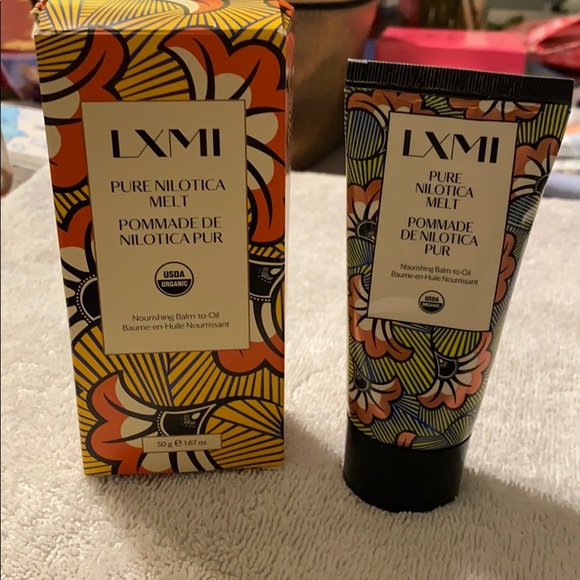 LXMI
PURE NILOTICA
MELT
POMMADE DE
NILOTICA PUR
USDA
ORGANIC
Nourishing Balm-to-Oil
Baume-en-Huile Nourrissant
50 g e 1.67 oz.
LXMI
PURE
NILOTICA
MELT
POMMADE
DE NILOTICA
PUR
Nourishing Balm-to-Oil
Baume-en-Huile Nourrissant
USDA
ORGANIC